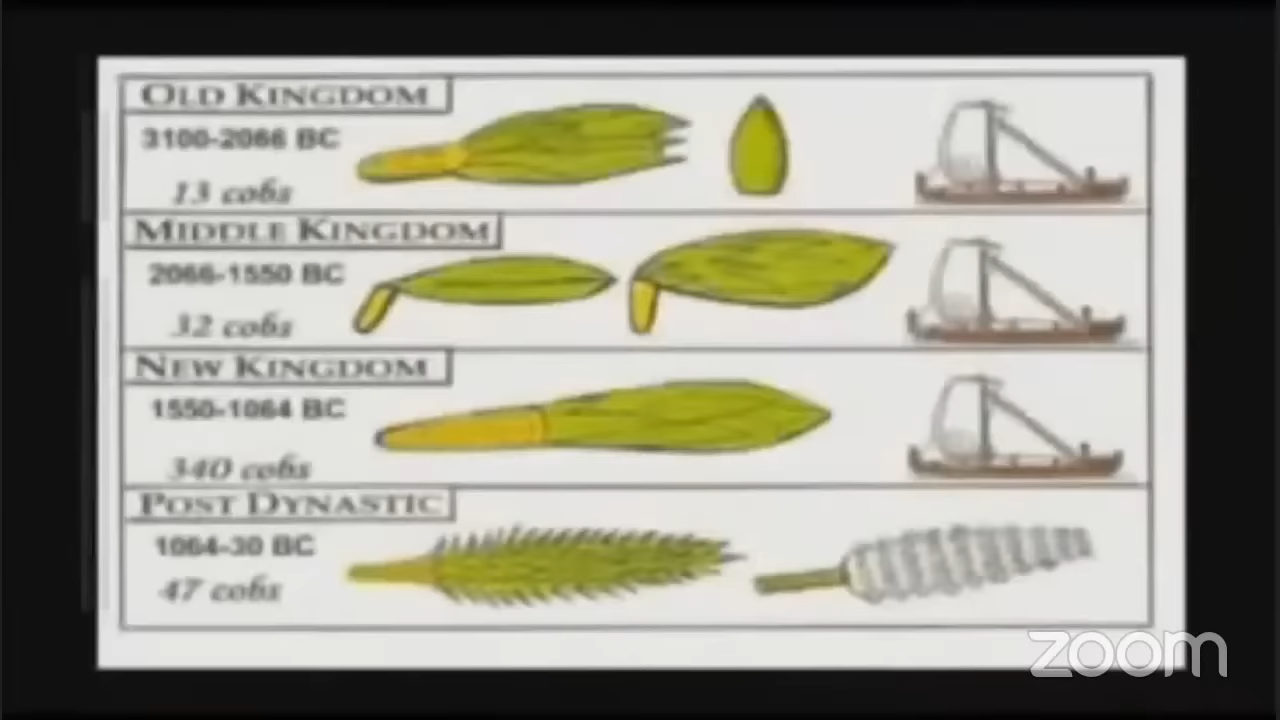 OLD KINGDOM
3100-2066 BC
13 cobs
MIDDLE KINGDOM
2066-1550 BC
32 cobs
NEW KINGDOM
1550-1064 BC
340 cobs
POST DYNASTIC
1064-30 BC
47 cobs
zoom